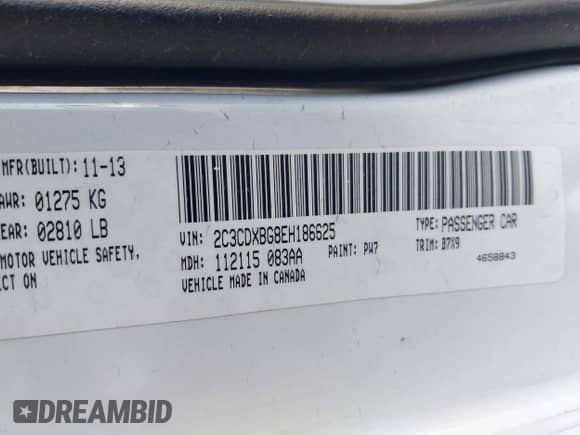 MFR(BUILT): 11-13
AWR: 01275 KG
EAR: 02810 LB
MOTOR VEHICLE SAFETY,
ECT ON
VIN: 2C3CDXBG8EH186625
TYPE: PASSENGER CAR
MDH: 112115 083AA
PAINT: PW7
TRIM: B7X9
VEHICLE MADE IN CANADA
4658843
DREAMBID